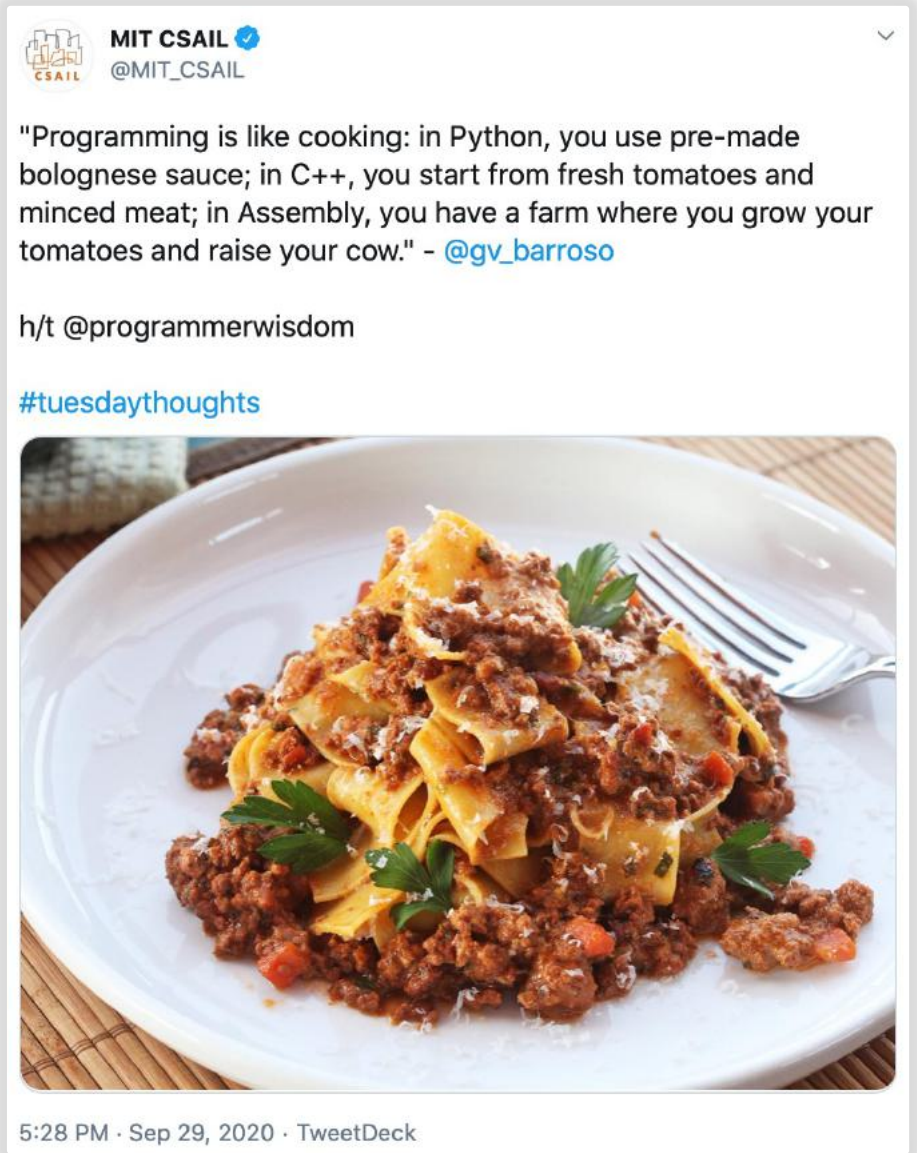 MIT CSAIL
@MIT_CSAIL
CSAIL
"Programming is like cooking: in Python, you use pre-made
bolognese sauce; in C++, you start from fresh tomatoes and
minced meat; in Assembly, you have a farm where you grow your
tomatoes and raise your cow." - @gv_barroso
h/t @programmerwisdom
#tuesdaythoughts
5:28 PM · Sep 29, 2020 · TweetDeck